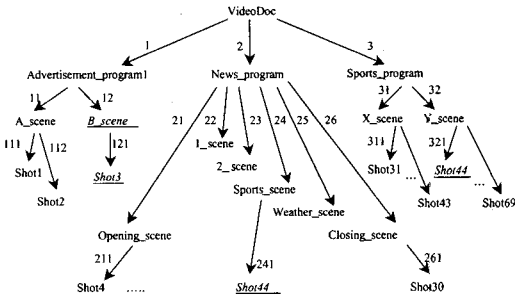 VideoDoc
1 2 3
Advertisement_program1 News_program Sports_program
11 12 21 22 23 24 25 26 31 32
A_scene B_scene 1_scene X_scene Y_scene
111 112 121 2_scene 311 321
Shot1 Shot3 Sports_scene Shot31 ... Shot44 ...
Shot2 Weather_scene Shot43 Shot69
Opening_scene Closing_scene
211 241 261
Shot4 ..... Shot44 Shot30